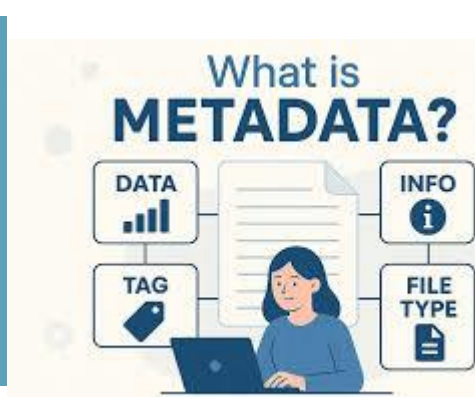 What is
METADATA?
DATA
INFO
TAG
FILE
TYPE